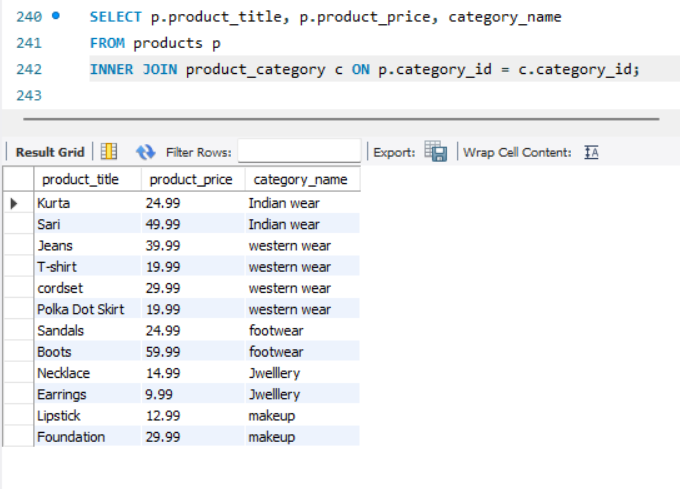 240 SELECT p.product_title, p.product_price, category_name
241 FROM products p
242 INNER JOIN product_category c ON p.category_id = c.category_id;
243
Result Grid Filter Rows: Export: Wrap Cell Content: IA
product_title product_price category_name
Kurta 24.99 Indian wear
Sari 49.99 Indian wear
Jeans 39.99 western wear
T-shirt 19.99 western wear
cordset 29.99 western wear
Polka Dot Skirt 19.99 western wear
Sandals 24.99 footwear
Boots 59.99 footwear
Necklace 14.99 Jwelllery
Earrings 9.99 Jwelllery
Lipstick 12.99 makeup
Foundation 29.99 makeup